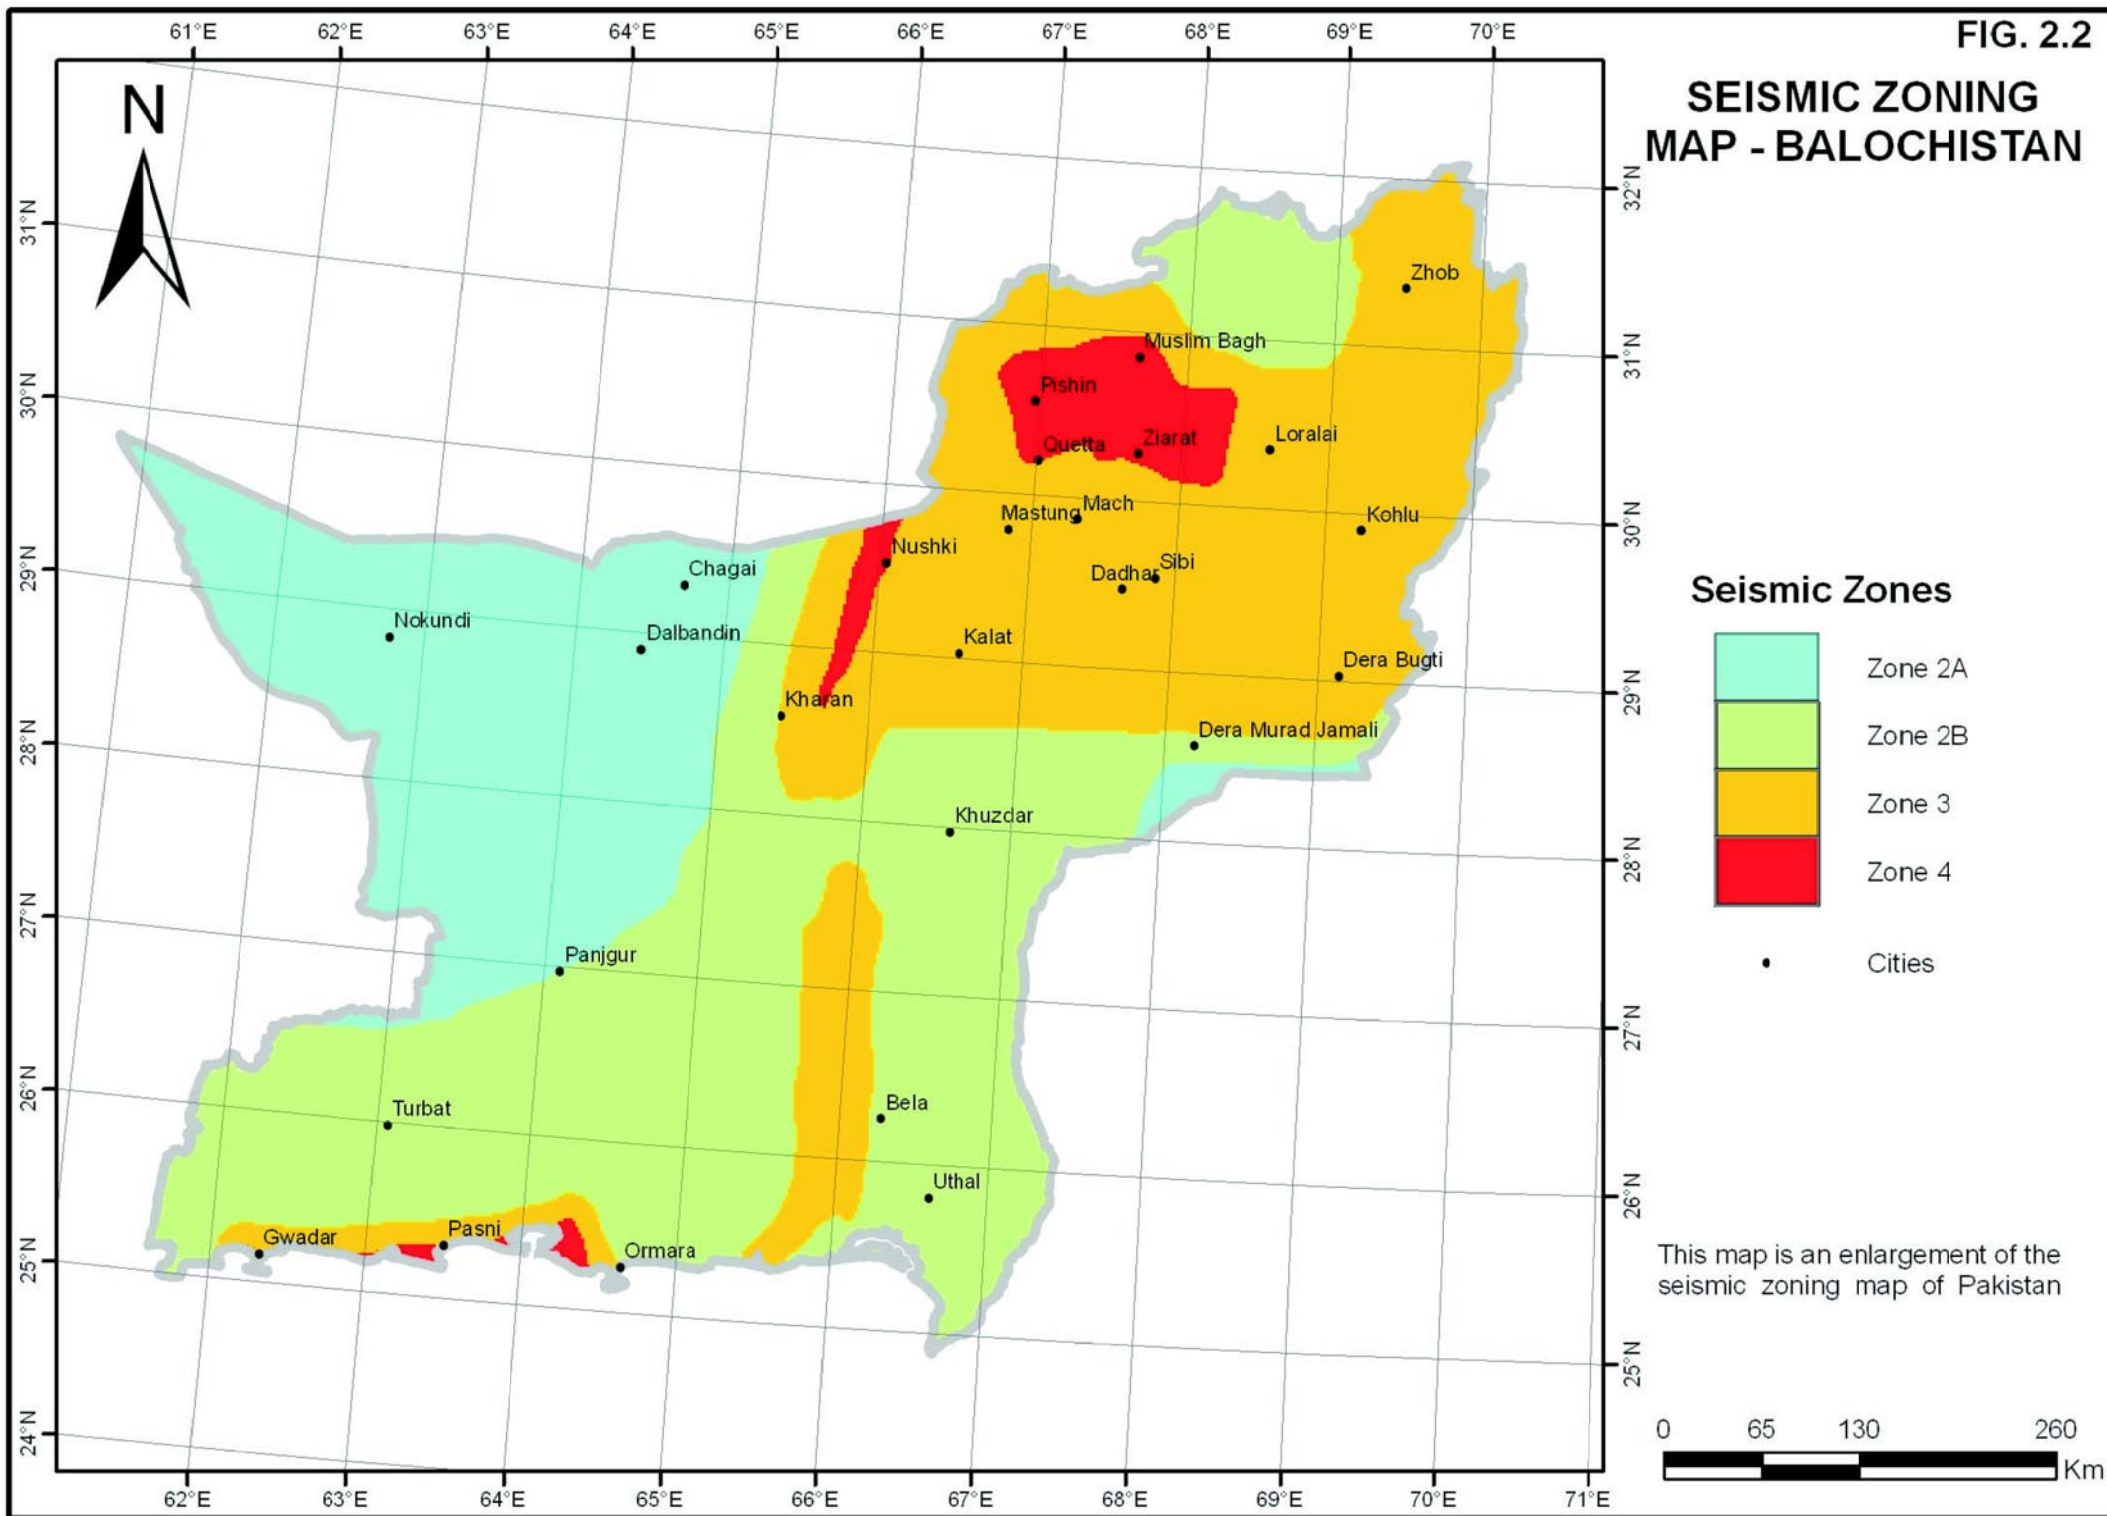 61°E 62°E 63°E 64°E 65°E 66°E 67°E 68°E 69°E 70°E
FIG. 2.2
SEISMIC ZONING
MAP - BALOCHISTAN
N
32°N
31°N
Zhob
Muslim Bagh
31°N
Pishin
30°N
Quetta
Ziarat
Loralai
Mastung
Mach
Kohlu
30°N
Nushki
Chagai
Dadhar
Sibi
29°N
Nokundi
Dalbandin
Kalat
Dera Bugti
Kharan
29°N
Dera Murad Jamali
28°N
Khuzdar
28°N
27°N
Panjgur
27°N
26°N
Turbat
Bela
Uthal
26°N
Gwadar
Pasni
Ormara
25°N
25°N
24°N
62°E 63°E 64°E 65°E 66°E 67°E 68°E 69°E 70°E 71°E
Seismic Zones
Zone 2A
Zone 2B
Zone 3
Zone 4
Cities
This map is an enlargement of the
seismic zoning map of Pakistan
0 65 130 260
Km